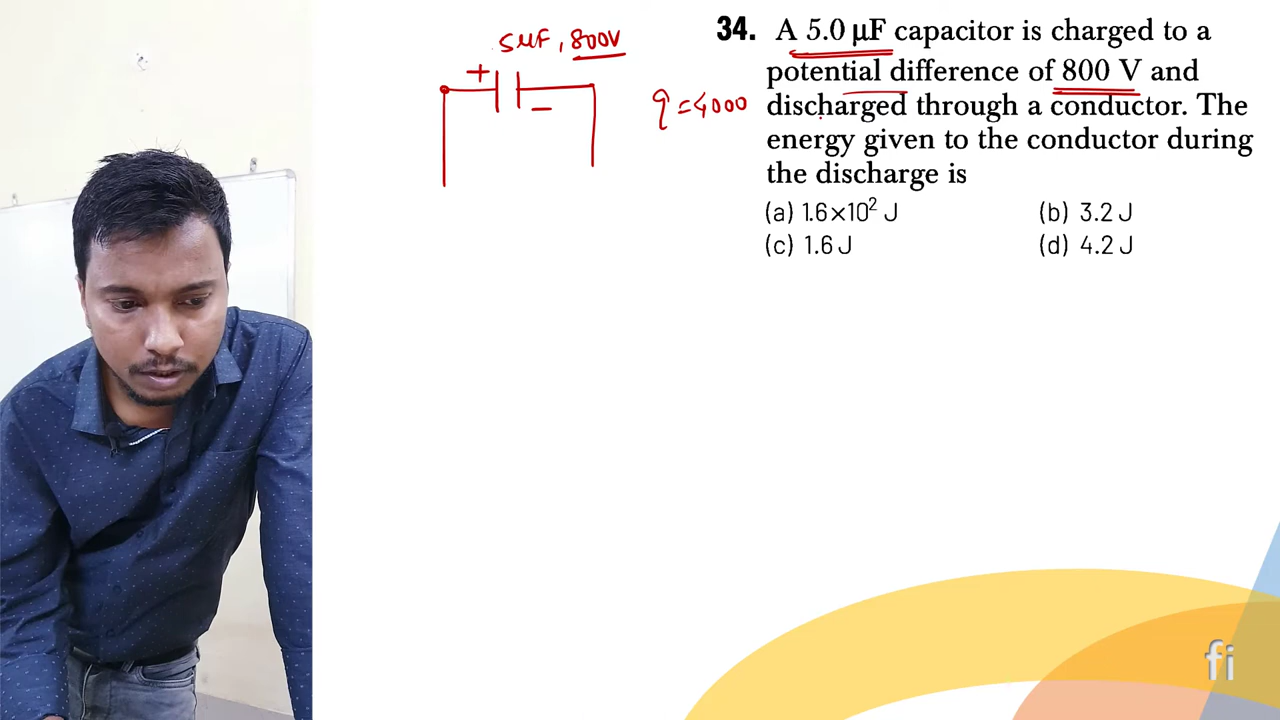 5μF, 800V
+
−
q = 4000
34. A 5.0 μF capacitor is charged to a
potential difference of 800 V and
discharged through a conductor. The
energy given to the conductor during
the discharge is
(a) 1.6×10² J (b) 3.2 J
(c) 1.6 J (d) 4.2 J
fi